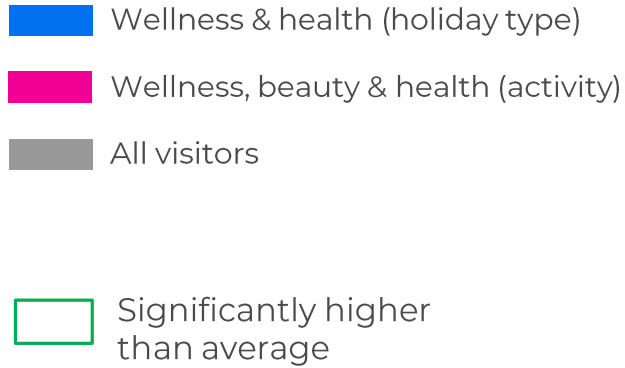 Wellness & health (holiday type)
Wellness, beauty & health (activity)
All visitors
Significantly higher
than average